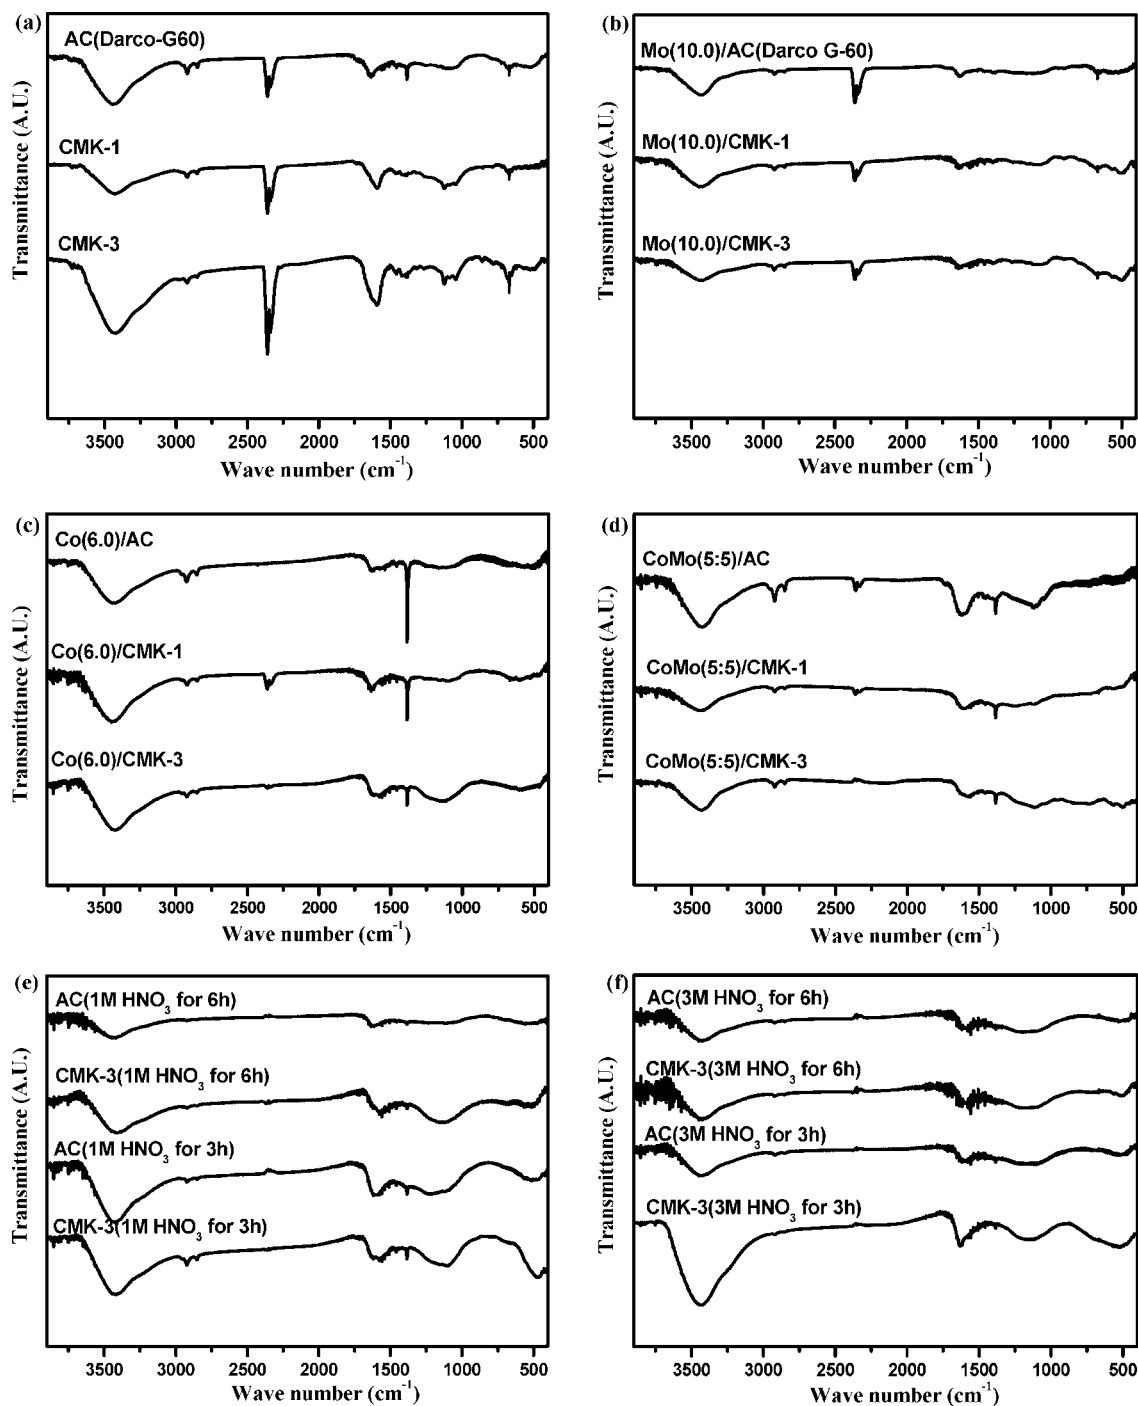 (a)
AC(Darco-G60)
CMK-1
CMK-3
Transmittance (A.U.)
3500 3000 2500 2000 1500 1000 500
Wave number (cm⁻¹)
(b)
Mo(10.0)/AC(Darco G-60)
Mo(10.0)/CMK-1
Mo(10.0)/CMK-3
Transmittance (A.U.)
3500 3000 2500 2000 1500 1000 500
Wave number (cm⁻¹)
(c)
Co(6.0)/AC
Co(6.0)/CMK-1
Co(6.0)/CMK-3
Transmittance (A.U.)
3500 3000 2500 2000 1500 1000 500
Wave number (cm⁻¹)
(d)
CoMo(5:5)/AC
CoMo(5:5)/CMK-1
CoMo(5:5)/CMK-3
Transmittance (A.U.)
3500 3000 2500 2000 1500 1000 500
Wave number (cm⁻¹)
(e)
AC(1M HNO₃ for 6h)
CMK-3(1M HNO₃ for 6h)
AC(1M HNO₃ for 3h)
CMK-3(1M HNO₃ for 3h)
Transmittance (A.U.)
3500 3000 2500 2000 1500 1000 500
Wave number (cm⁻¹)
(f)
AC(3M HNO₃ for 6h)
CMK-3(3M HNO₃ for 6h)
AC(3M HNO₃ for 3h)
CMK-3(3M HNO₃ for 3h)
Transmittance (A.U.)
3500 3000 2500 2000 1500 1000 500
Wave number (cm⁻¹)